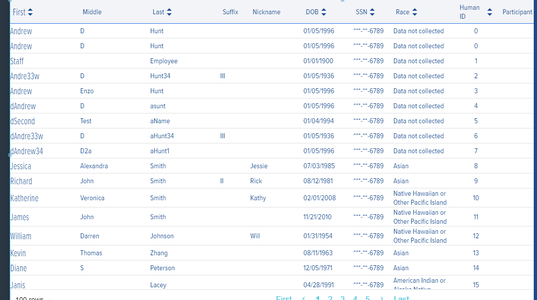 First Middle Last Suffix Nickname DOB SSN Race Human ID Participant
Andrew D Hunt 01/05/1996 ***-**-6789 Data not collected 0
Andrew D Hunt 01/05/1996 ***-**-6789 Data not collected 0
Staff Employee 01/01/1900 ***-**-6789 Data not collected 1
Andre33w D Hunt34 III 01/05/1936 ***-**-6789 Data not collected 2
Andrew Enzo Hunt 01/05/1996 ***-**-6789 Data not collected 3
dAndrew D asunt 01/05/1996 ***-**-6789 Data not collected 4
dSecond Test aName 01/04/1994 ***-**-6789 Data not collected 5
dAndre33w D aHunt34 III 01/05/1936 ***-**-6789 Data not collected 6
dAndrew34 D2a aHunt1 01/05/1996 ***-**-6789 Data not collected 7
Jessica Alexandra Smith Jessie 07/03/1985 ***-**-6789 Asian 8
Richard John Smith II Rick 08/12/1981 ***-**-6789 Asian 9
Katherine Veronica Smith Kathy 02/01/2008 ***-**-6789 Native Hawaiian or Other Pacific Island 10
James John Smith 11/21/2010 ***-**-6789 Native Hawaiian or Other Pacific Island 11
William Darren Johnson Will 01/31/1954 ***-**-6789 Native Hawaiian or Other Pacific Island 12
Kevin Thomas Zhang 08/11/1963 ***-**-6789 Asian 13
Diane S Peterson 12/05/1971 ***-**-6789 Asian 14
Janis Lacey 04/28/1991 ***-**-6789 American Indian or Alaska Native 15
100 rows First < 1 2 3 4 5 > Last